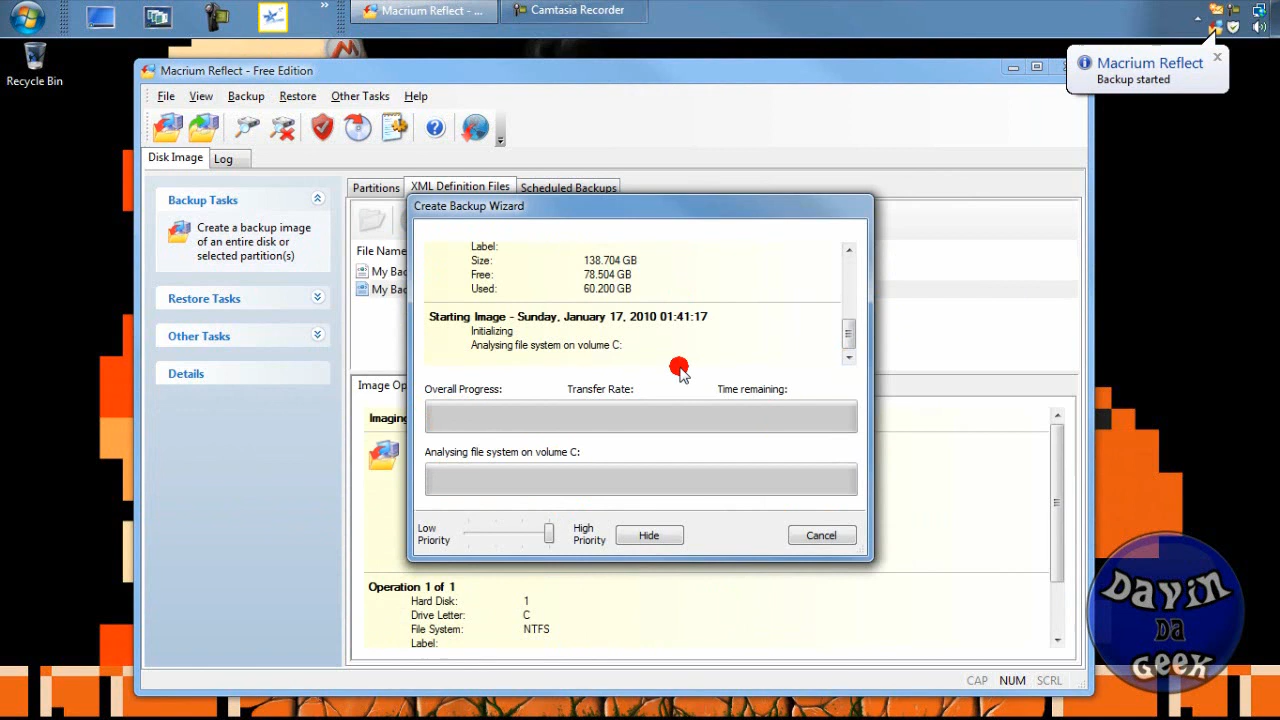 Macrium Reflect - ...
Camtasia Recorder
Recycle Bin
Macrium Reflect
Backup started
Macrium Reflect - Free Edition
File View Backup Restore Other Tasks Help
Disk Image Log
Backup Tasks
Create a backup image
of an entire disk or
selected partition(s)
Restore Tasks
Other Tasks
Details
Partitions XML Definition Files Scheduled Backups
File Name
My Bac
My Bac
Create Backup Wizard
Label:
Size: 138.704 GB
Free: 78.504 GB
Used: 60.200 GB
Starting Image - Sunday, January 17, 2010 01:41:17
Initializing
Analysing file system on volume C:
Overall Progress: Transfer Rate: Time remaining:
Analysing file system on volume C:
Low
Priority
High
Priority
Hide
Cancel
Image Op
Imaging
Operation 1 of 1
Hard Disk: 1
Drive Letter: C
File System: NTFS
Label:
CAP NUM SCRL
Davin
Da
Geek